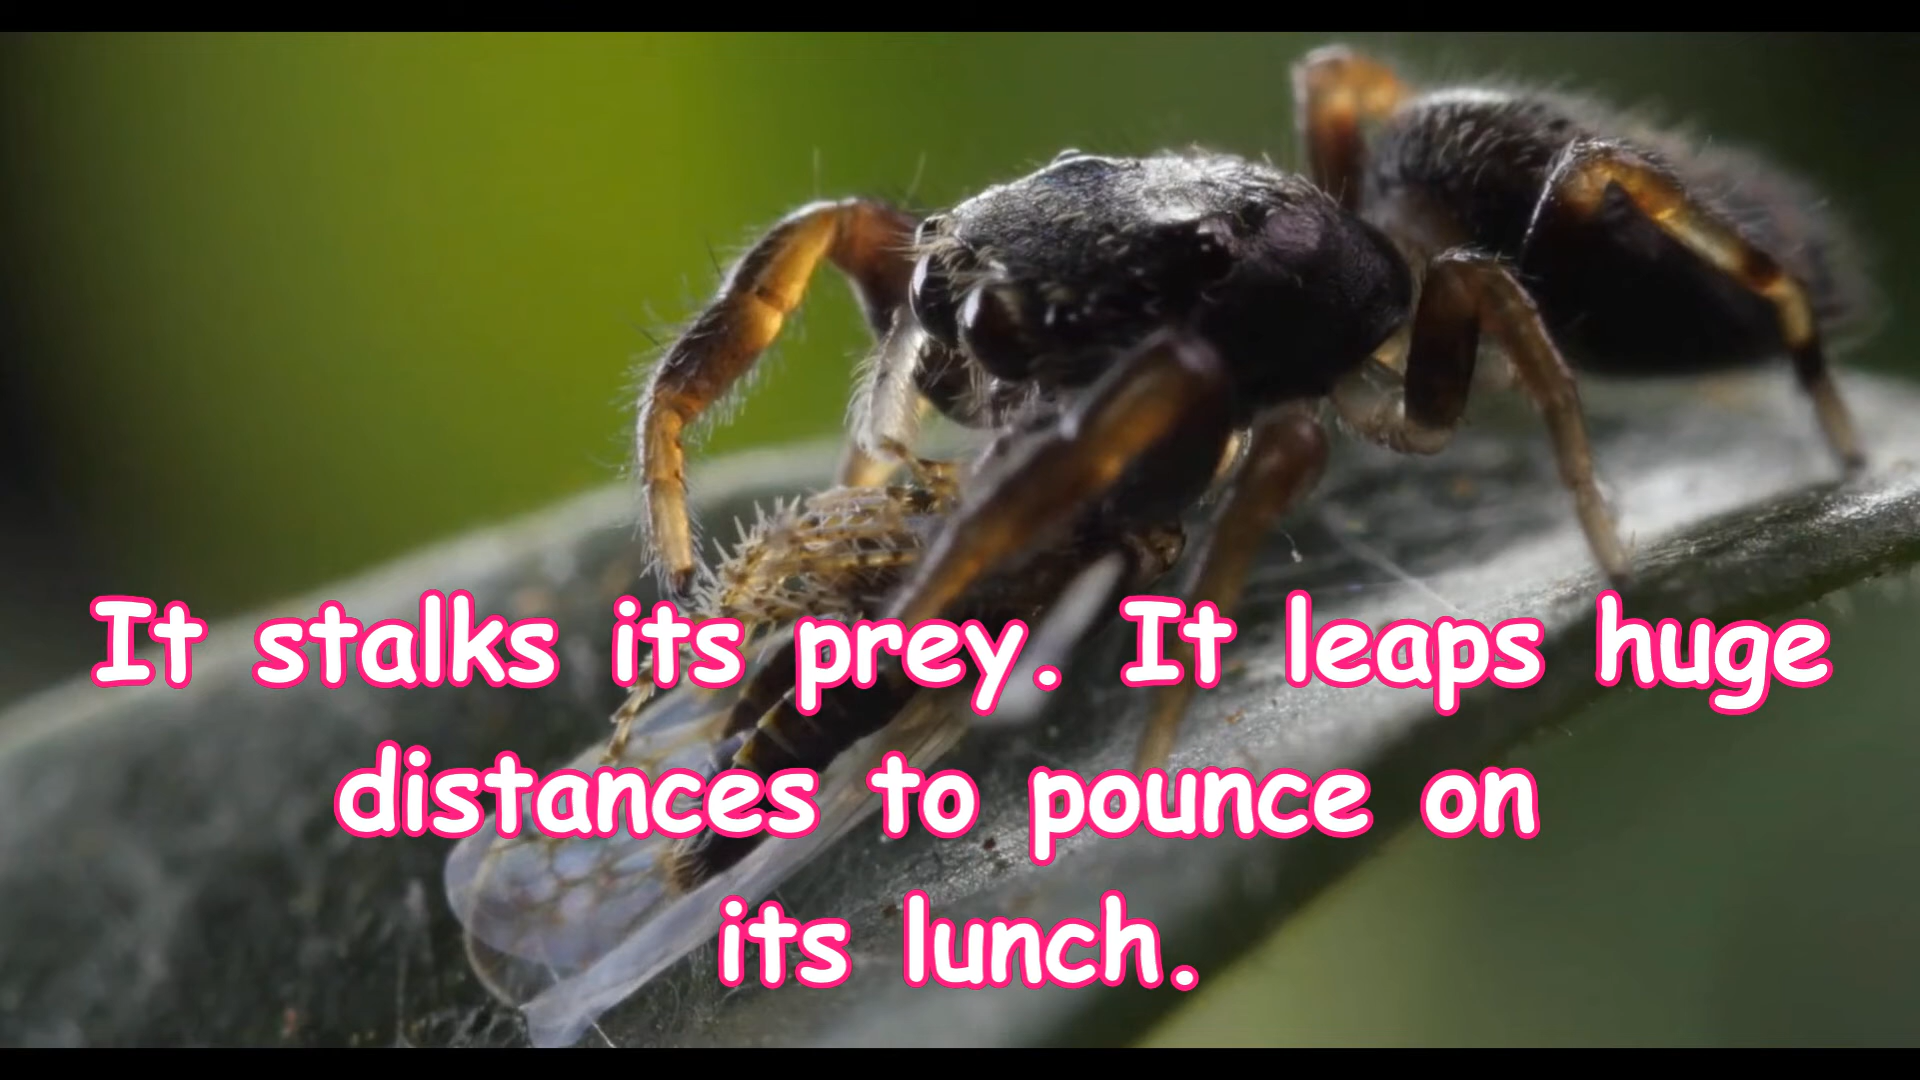 It stalks its prey. It leaps huge
distances to pounce on
its lunch.